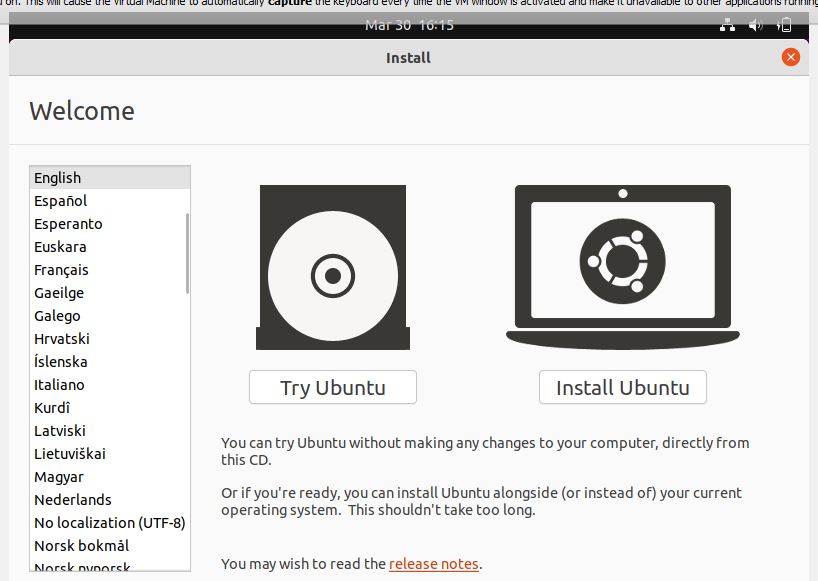 on. This will cause the Virtual Machine to automatically capture the keyboard every time the VM window is activated and make it unavailable to other applications running
Mar 30 16:15
Install
Welcome
English
Español
Esperanto
Euskara
Français
Gaeilge
Galego
Hrvatski
Íslenska
Italiano
Kurdî
Latviski
Lietuviškai
Magyar
Nederlands
No localization (UTF-8)
Norsk bokmål
Norsk nynorsk
Try Ubuntu
Install Ubuntu
You can try Ubuntu without making any changes to your computer, directly from
this CD.
Or if you're ready, you can install Ubuntu alongside (or instead of) your current
operating system. This shouldn't take too long.
You may wish to read the release notes.